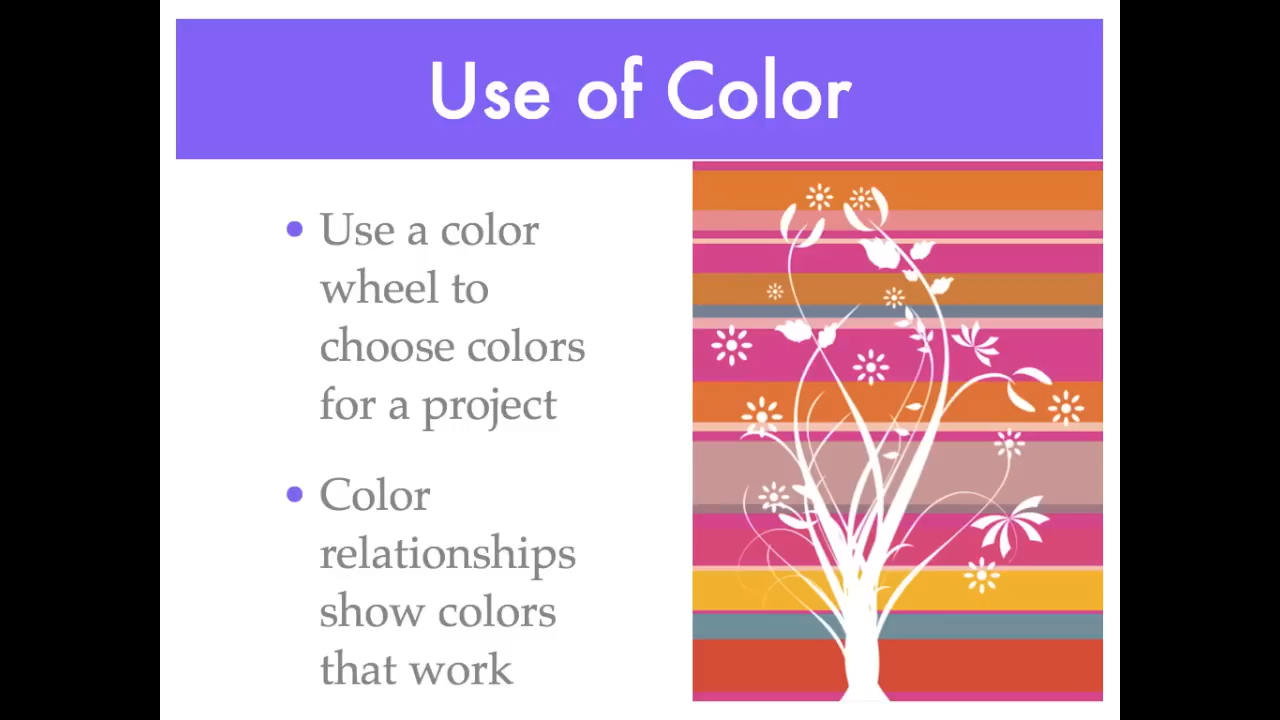 Use of Color
• Use a color
wheel to
choose colors
for a project
• Color
relationships
show colors
that work